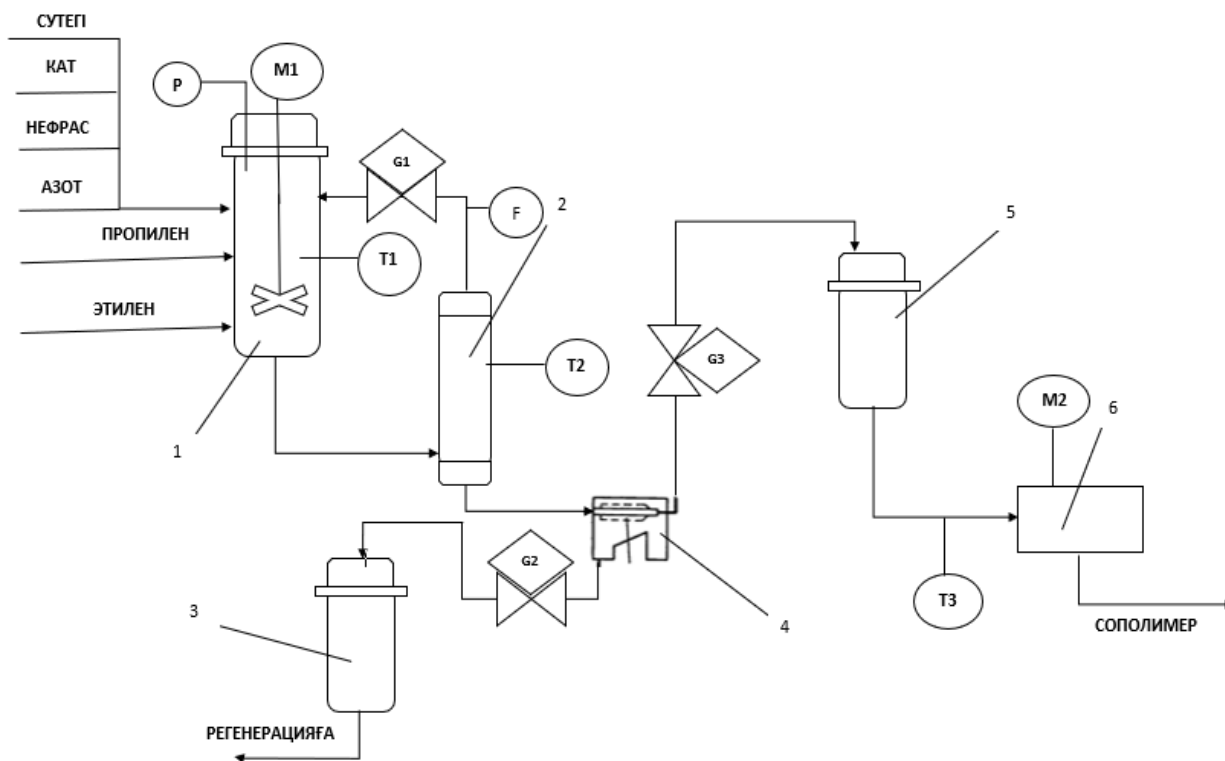 СУТЕГІ
КАТ
НЕФРАС
АЗОТ
ПРОПИЛЕН
ЭТИЛЕН
P
M1
G1
F
2
T1
T2
1
G3
5
M2
6
G2
4
3
T3
СОПОЛИМЕР
РЕГЕНЕРАЦИЯҒА